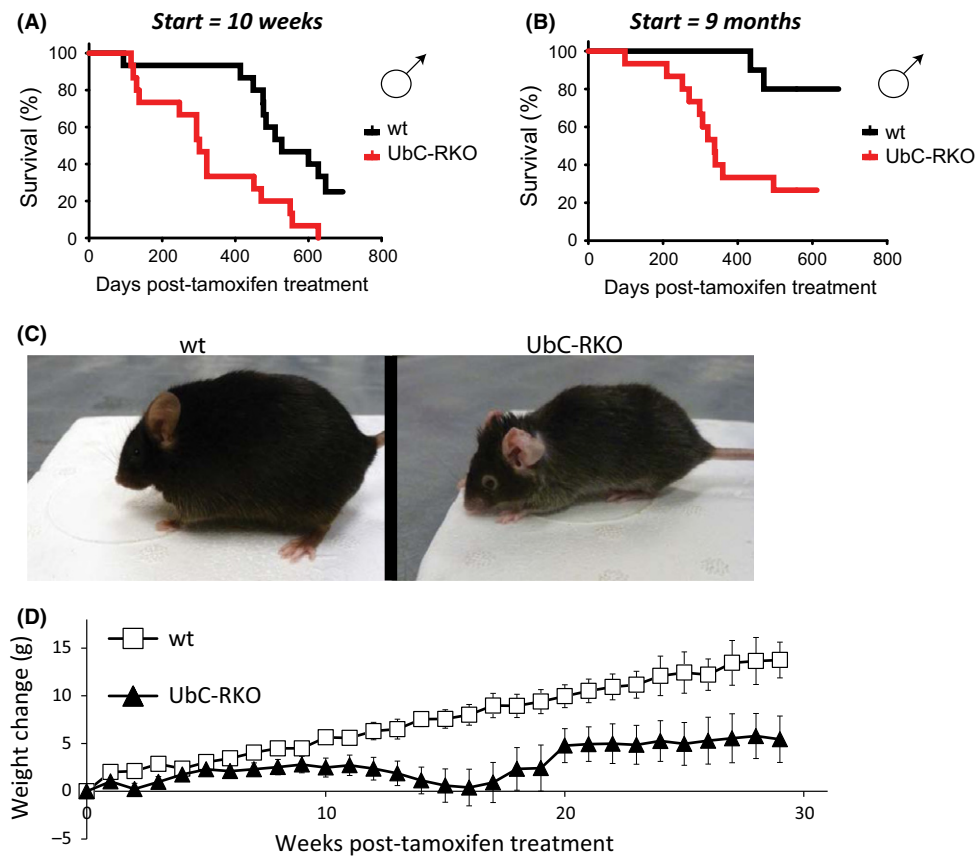 (A) Start = 10 weeks
100
80
60
40
20
0
Survival (%)
0 200 400 600 800
Days post-tamoxifen treatment
wt
UbC-RKO
(B) Start = 9 months
100
80
60
40
20
0
Survival (%)
0 200 400 600 800
Days post-tamoxifen treatment
wt
UbC-RKO
(C)
wt UbC-RKO
(D)
wt
UbC-RKO
15
10
5
0
–5
Weight change (g)
0 10 20 30
Weeks post-tamoxifen treatment